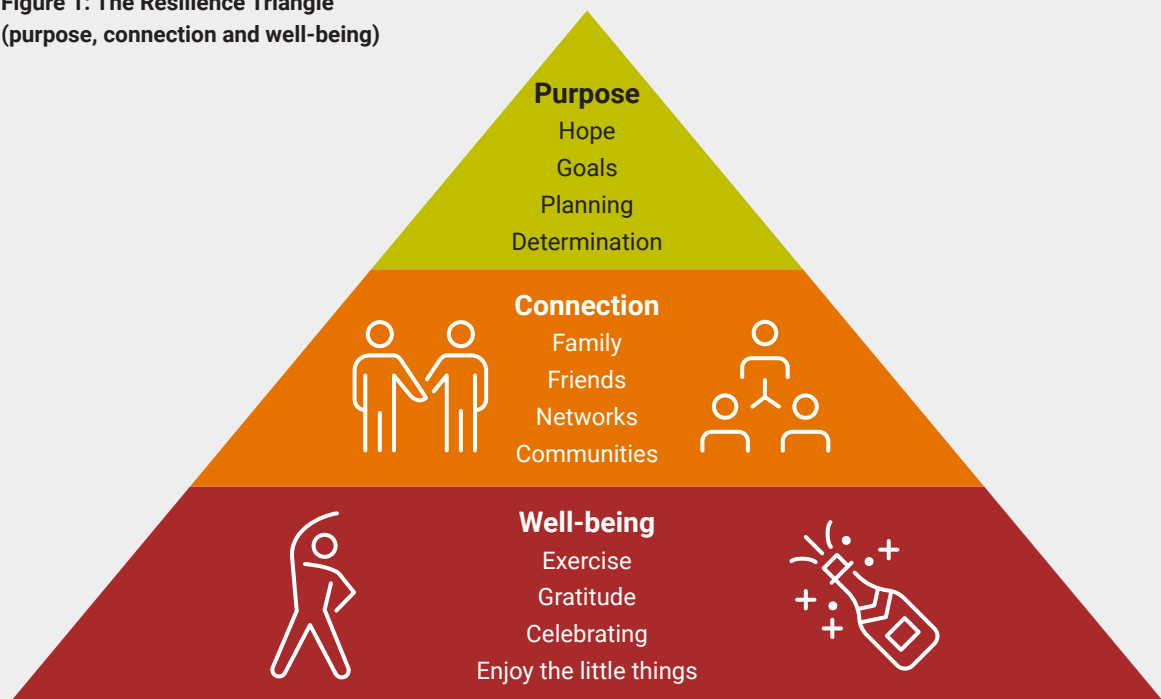 Figure 1: The Resilience Triangle
(purpose, connection and well-being)
Purpose
Hope
Goals
Planning
Determination
Connection
Family
Friends
Networks
Communities
Well-being
Exercise
Gratitude
Celebrating
Enjoy the little things